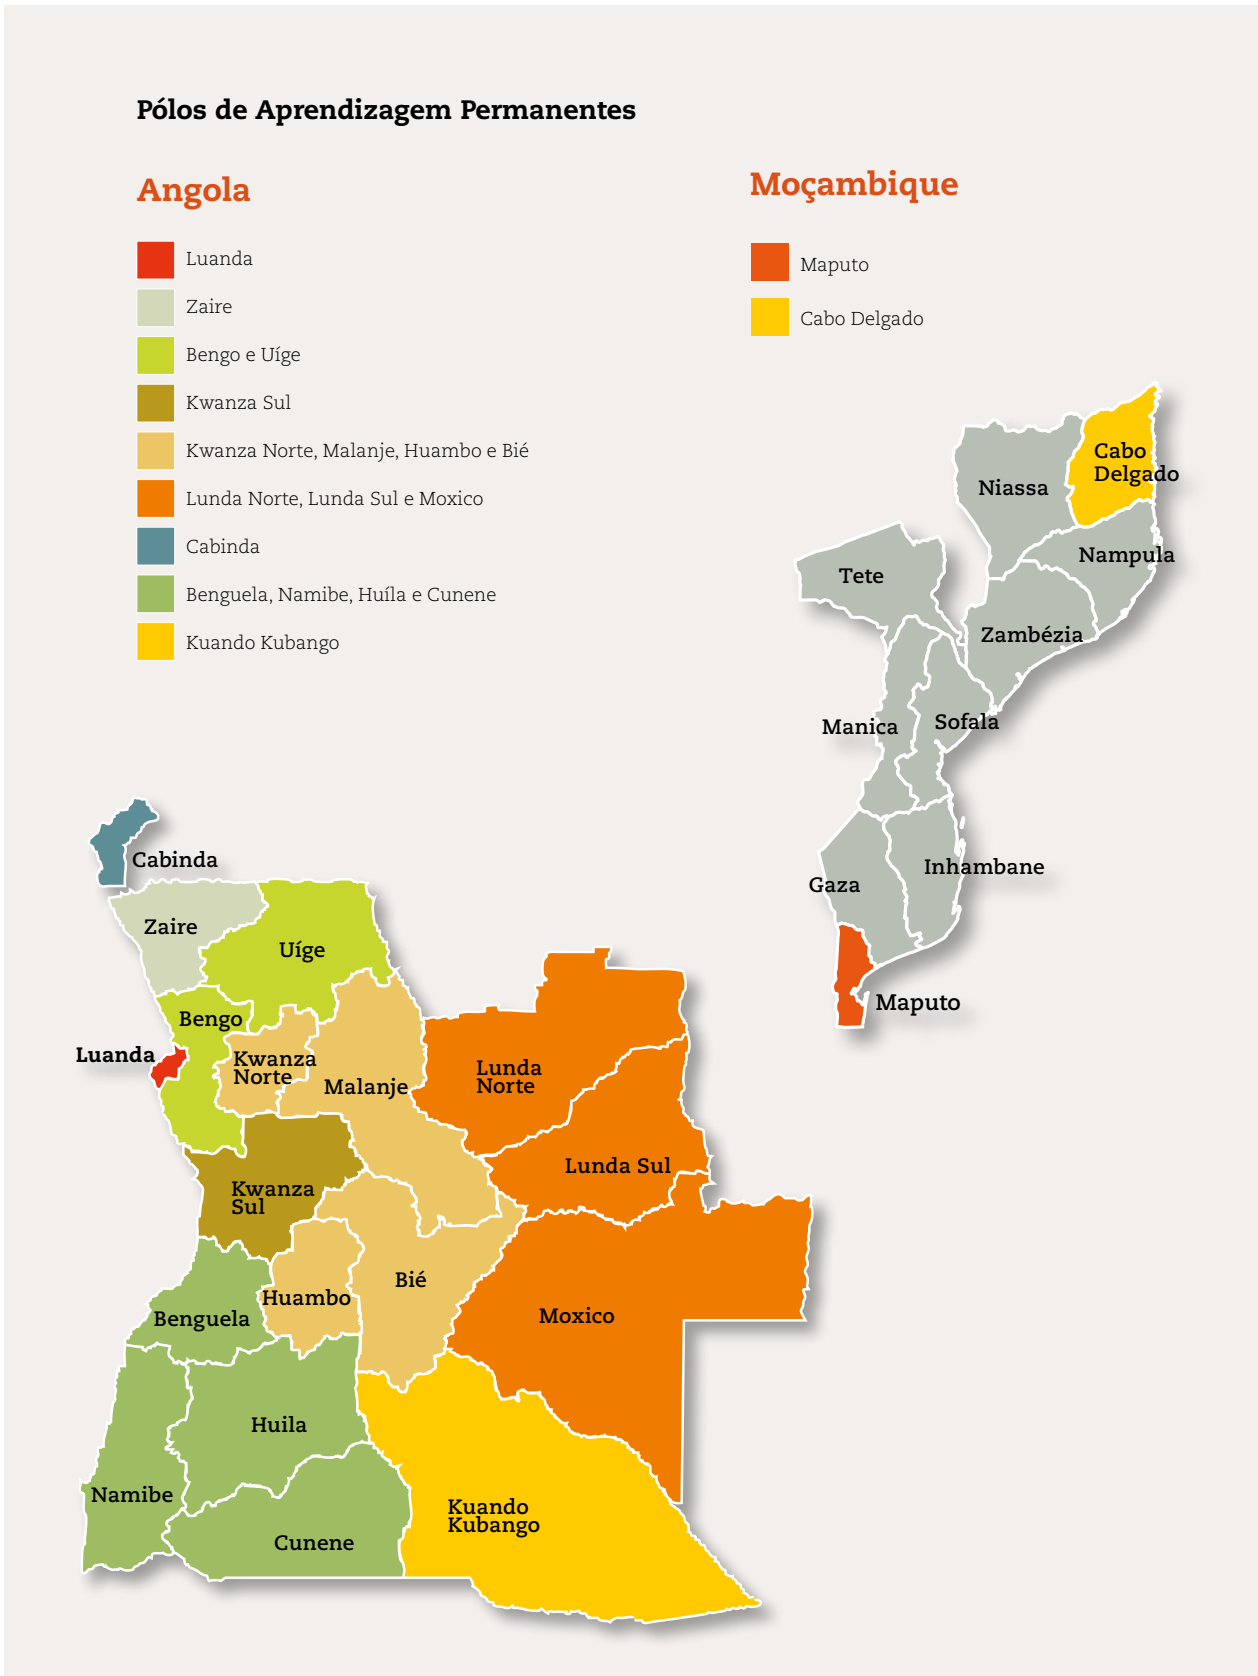 Pólos de Aprendizagem Permanentes
Angola
Luanda
Zaire
Bengo e Uíge
Kwanza Sul
Kwanza Norte, Malanje, Huambo e Bié
Lunda Norte, Lunda Sul e Moxico
Cabinda
Benguela, Namibe, Huíla e Cunene
Kuando Kubango
Moçambique
Maputo
Cabo Delgado
Cabo
Delgado
Niassa
Nampula
Tete
Zambézia
Manica
Sofala
Inhambane
Gaza
Maputo
Cabinda
Zaire
Uíge
Bengo
Luanda
Kwanza
Norte
Malanje
Lunda
Norte
Lunda Sul
Kwanza
Sul
Bié
Huambo
Benguela
Moxico
Huila
Namibe
Kuando
Kubango
Cunene